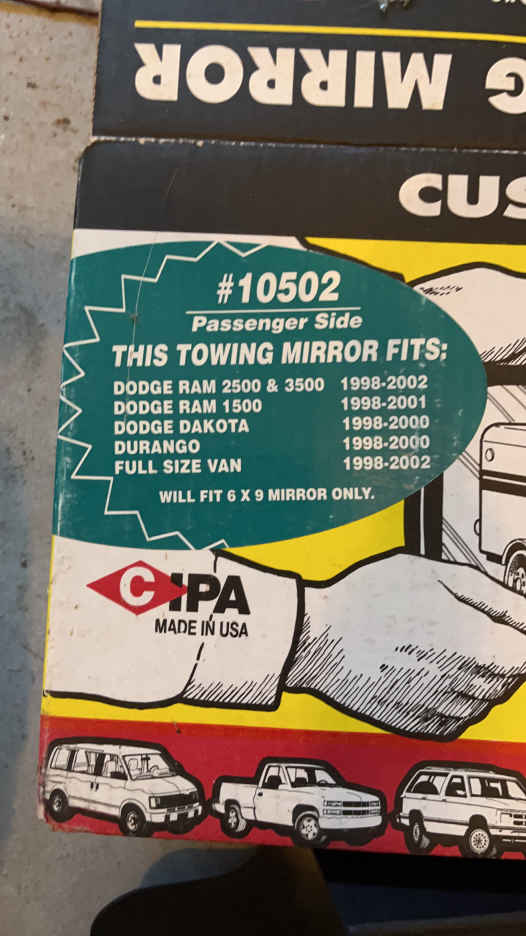 G MIRROR
CUS
#10502
Passenger Side
THIS TOWING MIRROR FITS:
DODGE RAM 2500 & 3500 1998-2002
DODGE RAM 1500 1998-2001
DODGE DAKOTA 1998-2000
DURANGO 1998-2000
FULL SIZE VAN 1998-2002
WILL FIT 6 X 9 MIRROR ONLY.
CIPA
MADE IN USA